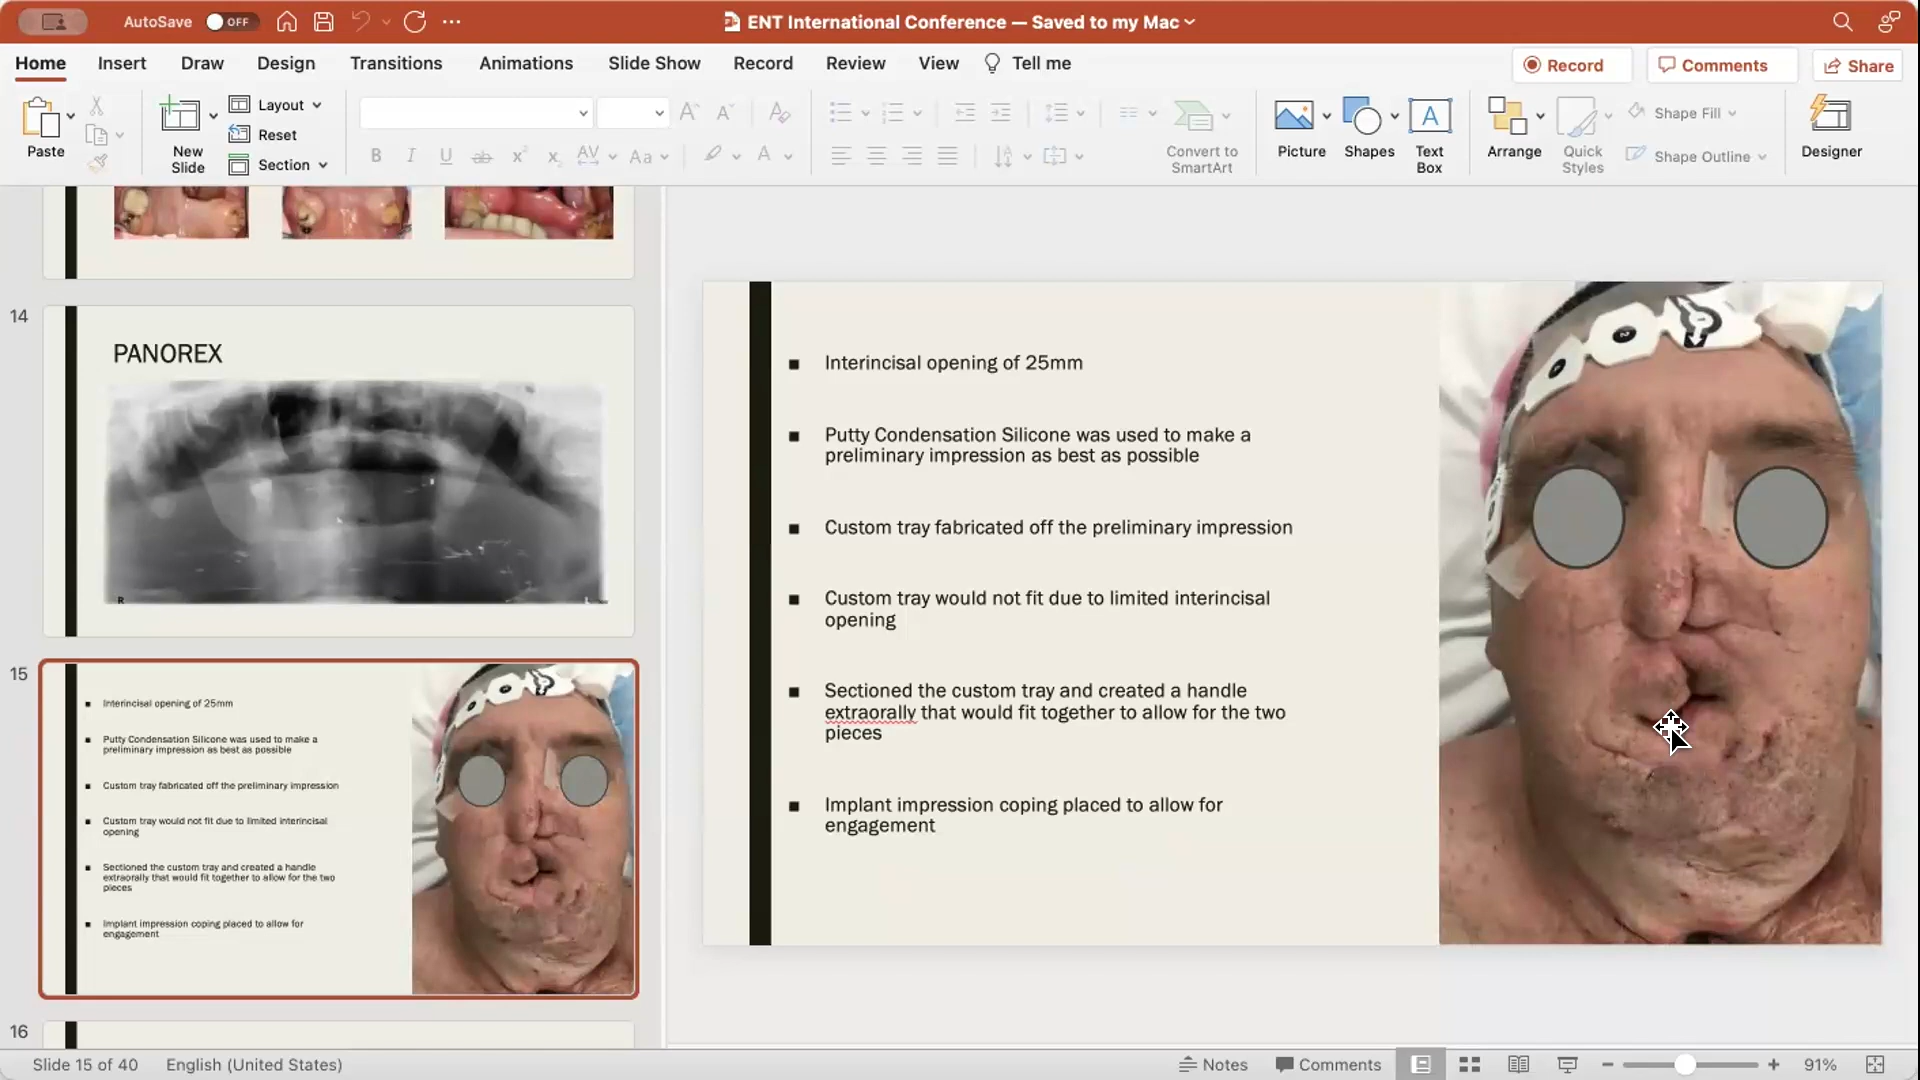 AutoSave OFF
ENT International Conference — Saved to my Mac
Home Insert Draw Design Transitions Animations Slide Show Record Review View Tell me
Record Comments Share
Paste
New Slide
Layout
Reset
Section
B I U ab x² x₂ AV Aa A
Convert to SmartArt
Picture
Shapes
Text Box
Arrange
Quick Styles
Shape Fill
Shape Outline
Designer
14
PANOREX
R
L
15
Interincisal opening of 25mm
Putty Condensation Silicone was used to make a
preliminary impression as best as possible
Custom tray fabricated off the preliminary impression
Custom tray would not fit due to limited interincisal
opening
Sectioned the custom tray and created a handle
extraorally that would fit together to allow for the two
pieces
Implant impression coping placed to allow for
engagement
16
Interincisal opening of 25mm
Putty Condensation Silicone was used to make a
preliminary impression as best as possible
Custom tray fabricated off the preliminary impression
Custom tray would not fit due to limited interincisal
opening
Sectioned the custom tray and created a handle
extraorally that would fit together to allow for the two
pieces
Implant impression coping placed to allow for
engagement
Slide 15 of 40 English (United States)
Notes Comments 91%